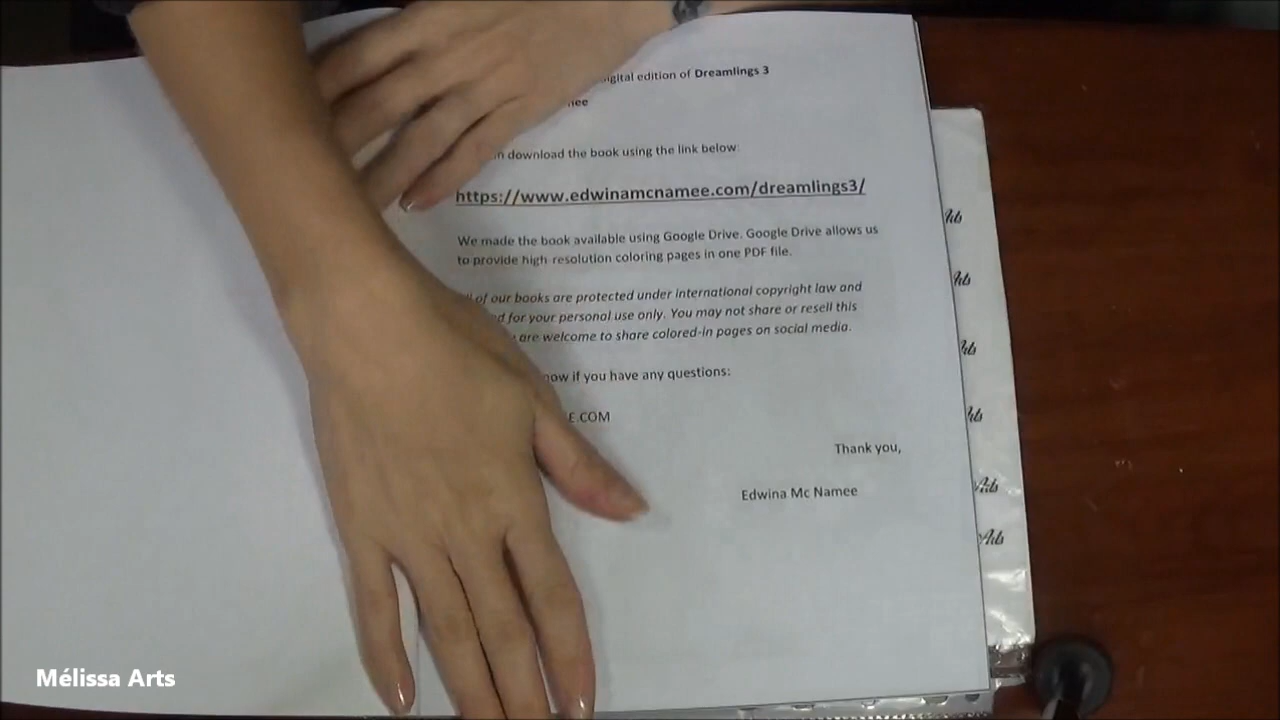 edition of Dreamlings 3
download the book using the link below
https://www.edwinamcnamee.com/dreamlings3/
We made the book available using Google Drive. Google Drive allows us
to provide high-resolution coloring pages in one PDF file.
of our books are protected under international copyright law and
for your personal use only. You may not share or resell this
are welcome to share colored-in pages on social media.
if you have any questions:
Thank you,
Edwina Mc Namee
Arts
Arts
Mélissa Arts